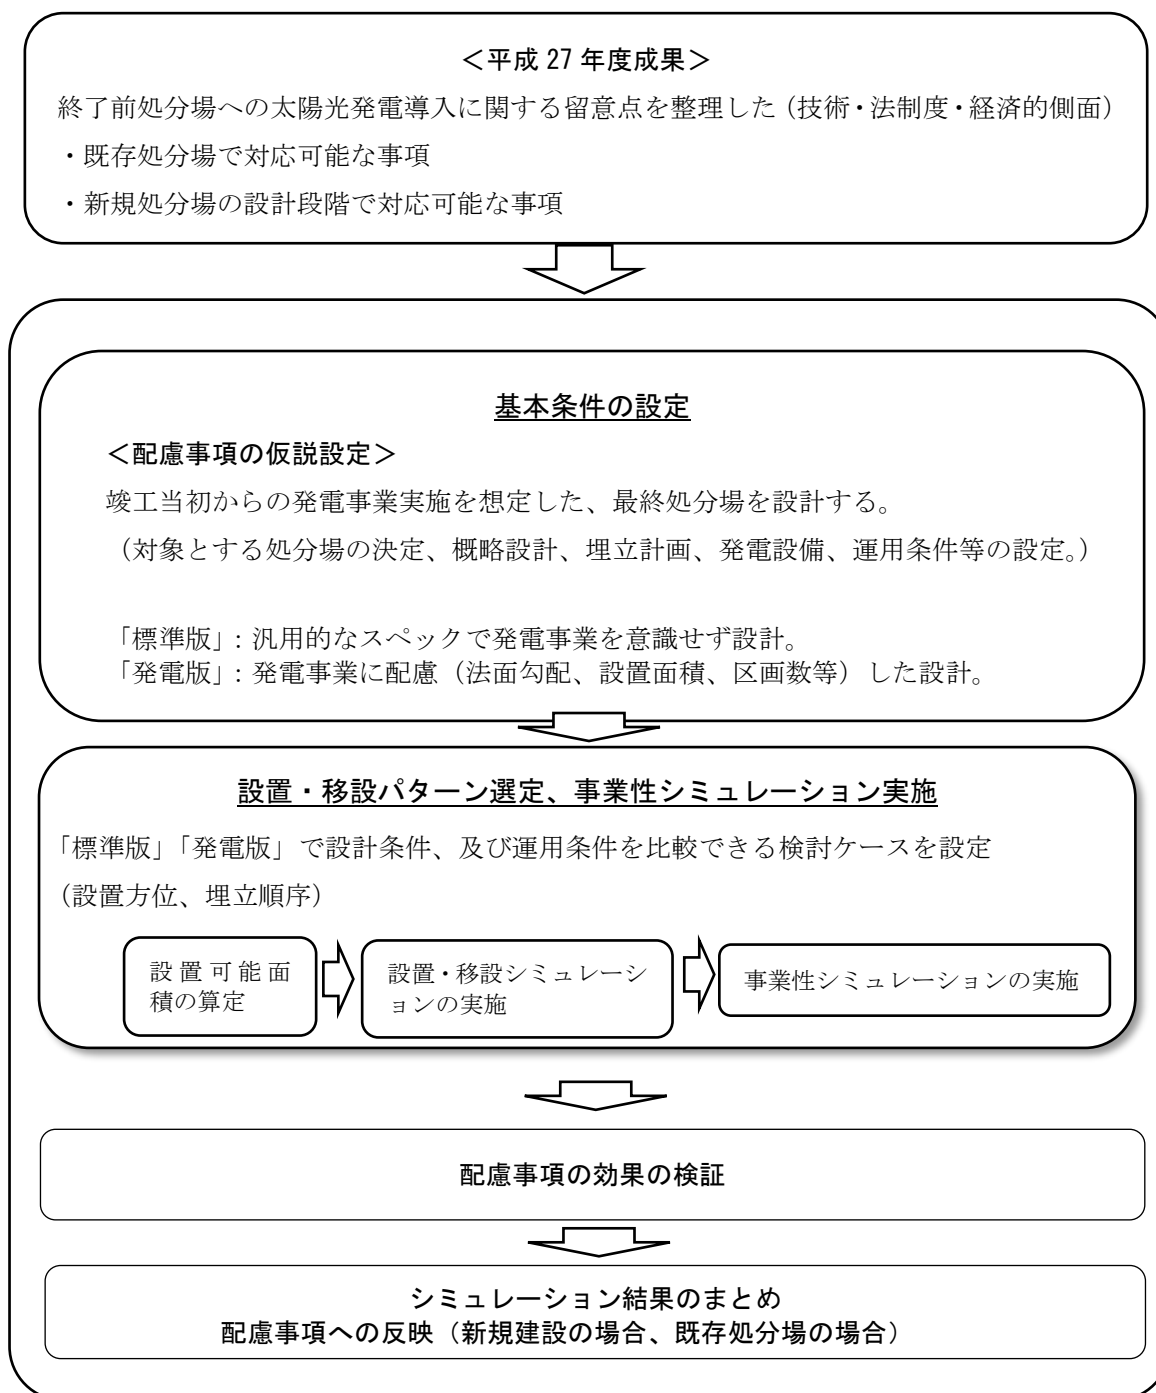 ＜平成 27 年度成果＞
終了前処分場への太陽光発電導入に関する留意点を整理した（技術・法制度・経済的側面）
・既存処分場で対応可能な事項
・新規処分場の設計段階で対応可能な事項
基本条件の設定
＜配慮事項の仮説設定＞
竣工当初からの発電事業実施を想定した、最終処分場を設計する。
（対象とする処分場の決定、概略設計、埋立計画、発電設備、運用条件等の設定。）
「標準版」：汎用的なスペックで発電事業を意識せず設計。
「発電版」：発電事業に配慮（法面勾配、設置面積、区画数等）した設計。
設置・移設パターン選定、事業性シミュレーション実施
「標準版」「発電版」で設計条件、及び運用条件を比較できる検討ケースを設定
（設置方位、埋立順序）
設置可能面
積の算定
設置・移設シミュレーシ
ョンの実施
事業性シミュレーションの実施
配慮事項の効果の検証
シミュレーション結果のまとめ
配慮事項への反映（新規建設の場合、既存処分場の場合）